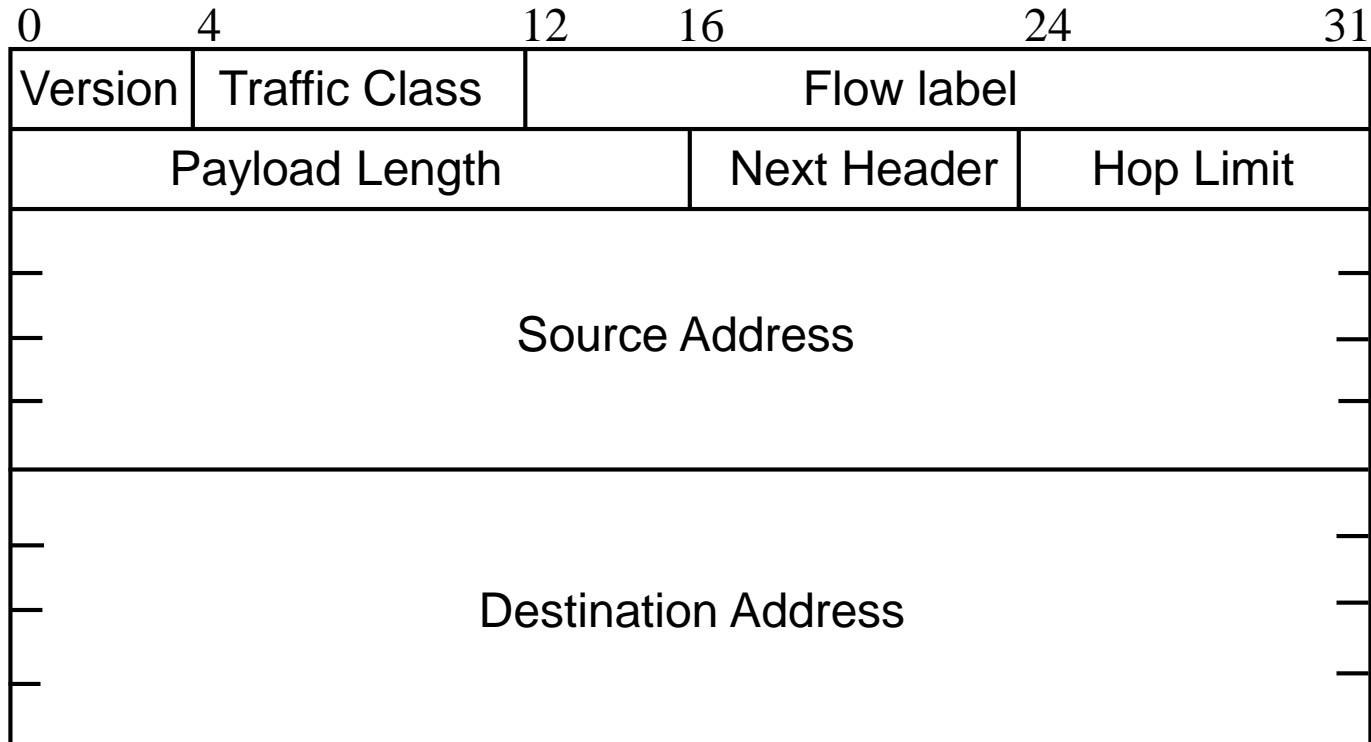 0 4 12 16 24 31
Version Traffic Class Flow label
Payload Length Next Header Hop Limit
Source Address
Destination Address